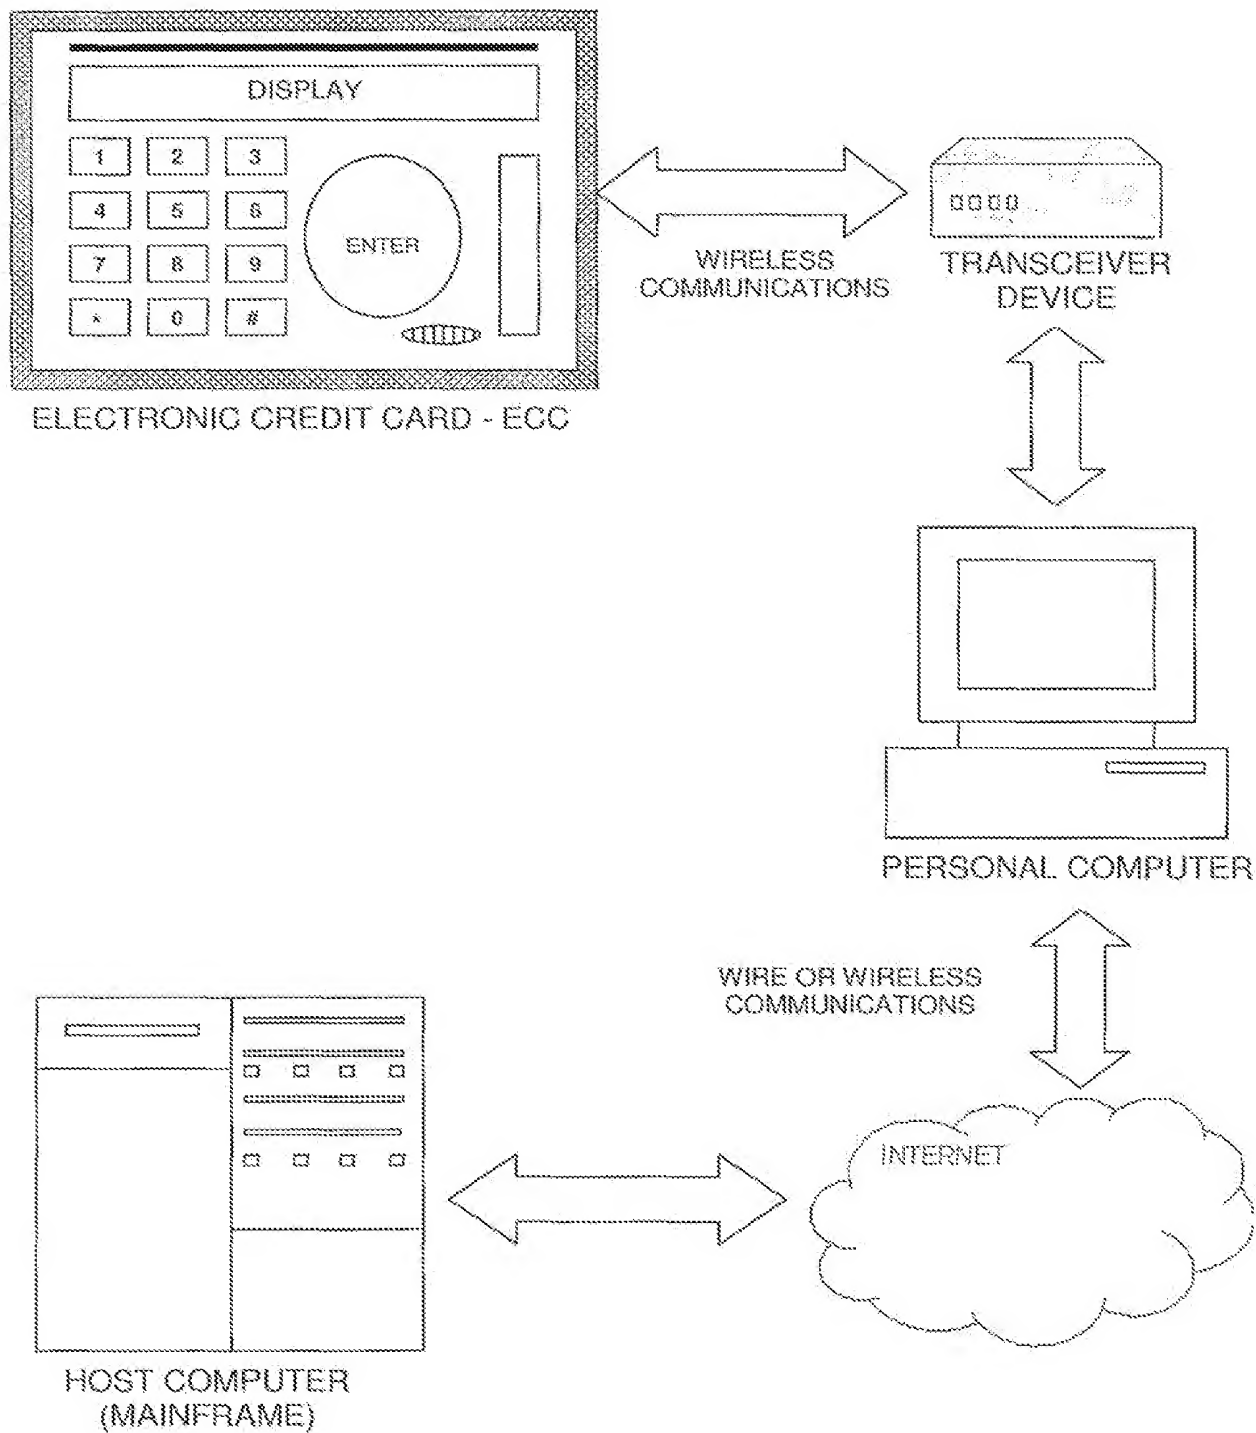 DISPLAY
1 2 3
4 5 6
7 8 9
* 0 #
ENTER
ELECTRONIC CREDIT CARD - ECC
WIRELESS
COMMUNICATIONS
TRANSCEIVER
DEVICE
PERSONAL COMPUTER
WIRE OR WIRELESS
COMMUNICATIONS
INTERNET
HOST COMPUTER
(MAINFRAME)